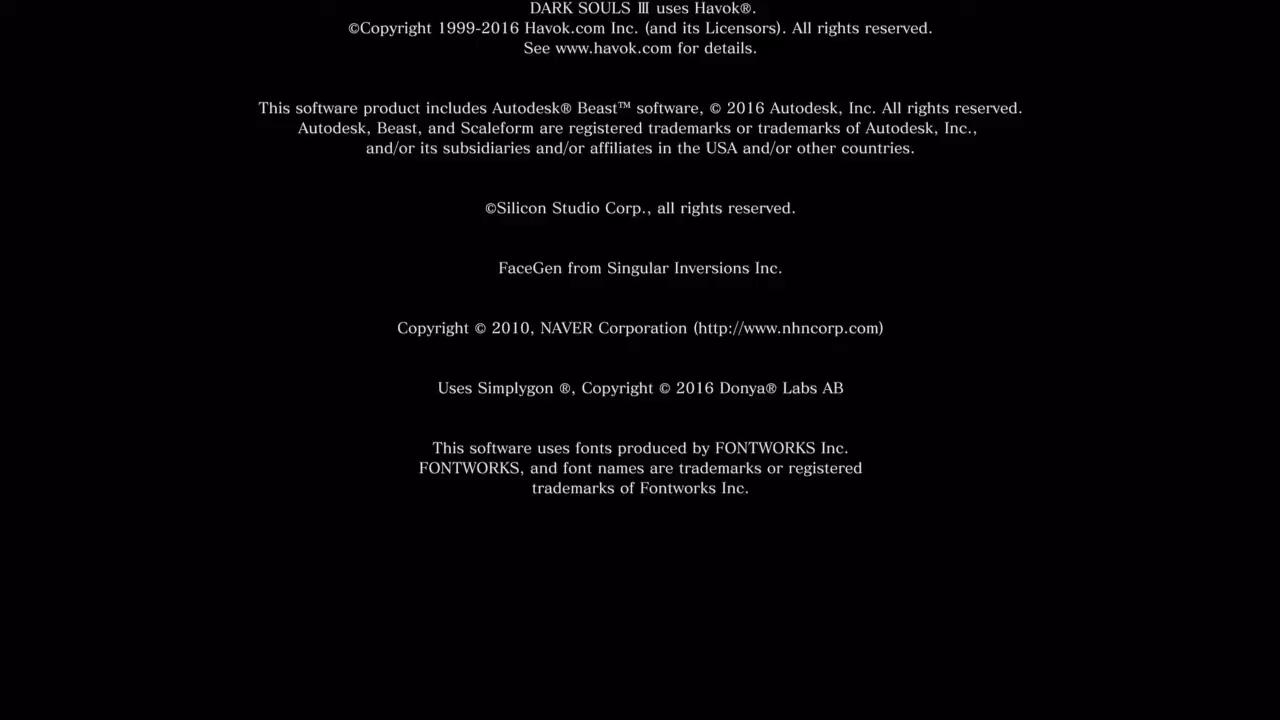 DARK SOULS Ⅲ uses Havok®.
©Copyright 1999-2016 Havok.com Inc. (and its Licensors). All rights reserved.
See www.havok.com for details.
This software product includes Autodesk® Beast™ software, © 2016 Autodesk, Inc. All rights reserved.
Autodesk, Beast, and Scaleform are registered trademarks or trademarks of Autodesk, Inc.,
and/or its subsidiaries and/or affiliates in the USA and/or other countries.
©Silicon Studio Corp., all rights reserved.
FaceGen from Singular Inversions Inc.
Copyright © 2010, NAVER Corporation (http://www.nhncorp.com)
Uses Simplygon ®, Copyright © 2016 Donya® Labs AB
This software uses fonts produced by FONTWORKS Inc.
FONTWORKS, and font names are trademarks or registered
trademarks of Fontworks Inc.